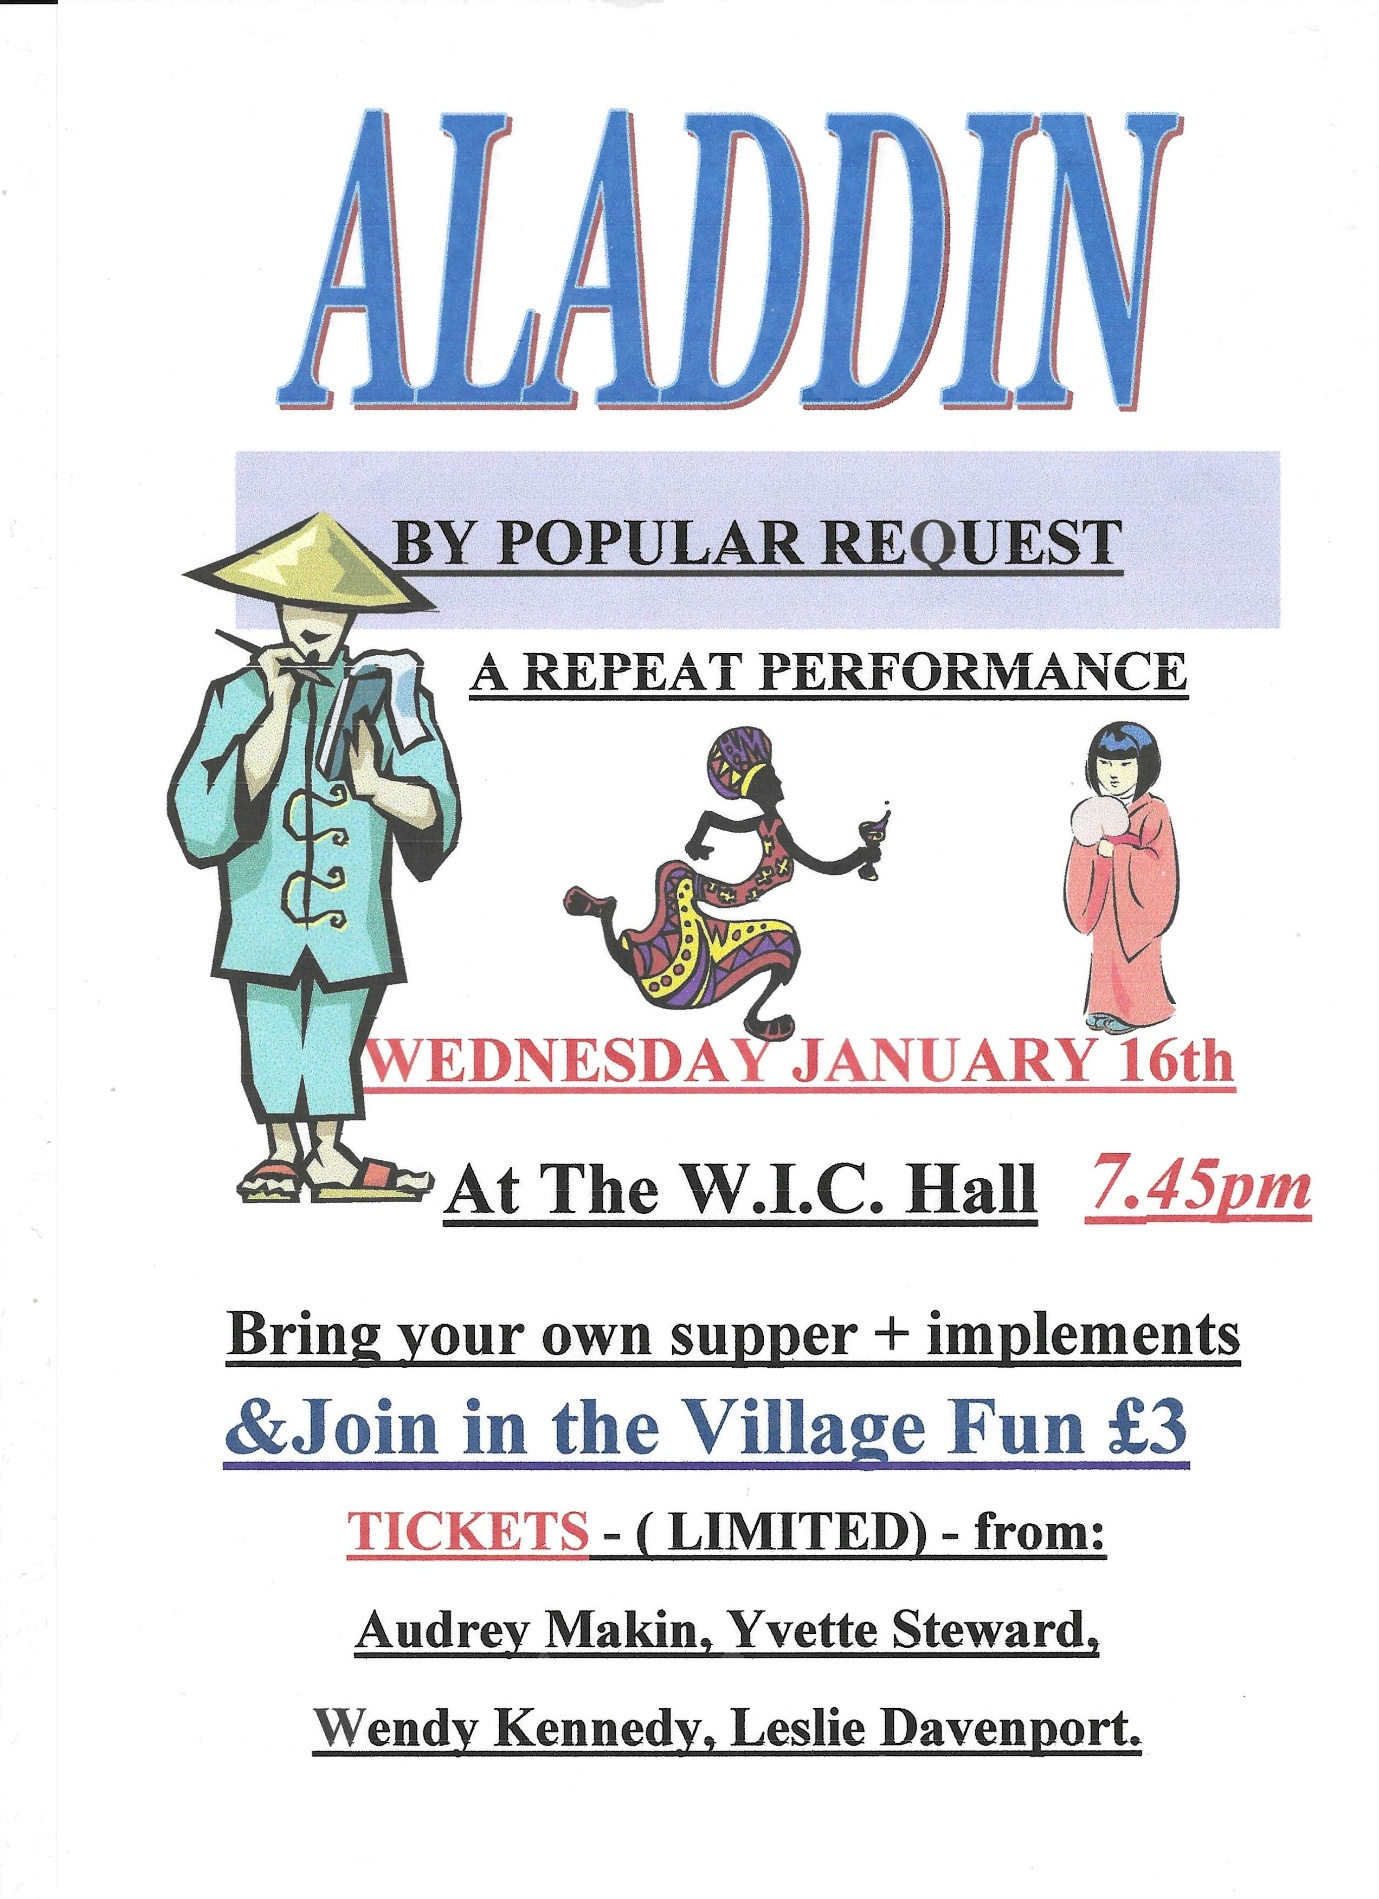 ALADDIN
BY POPULAR REQUEST
A REPEAT PERFORMANCE
WEDNESDAY JANUARY 16th
At The W.I.C. Hall 7.45pm
Bring your own supper + implements
&Join in the Village Fun £3
TICKETS - ( LIMITED) - from:
Audrey Makin, Yvette Steward,
Wendy Kennedy, Leslie Davenport.